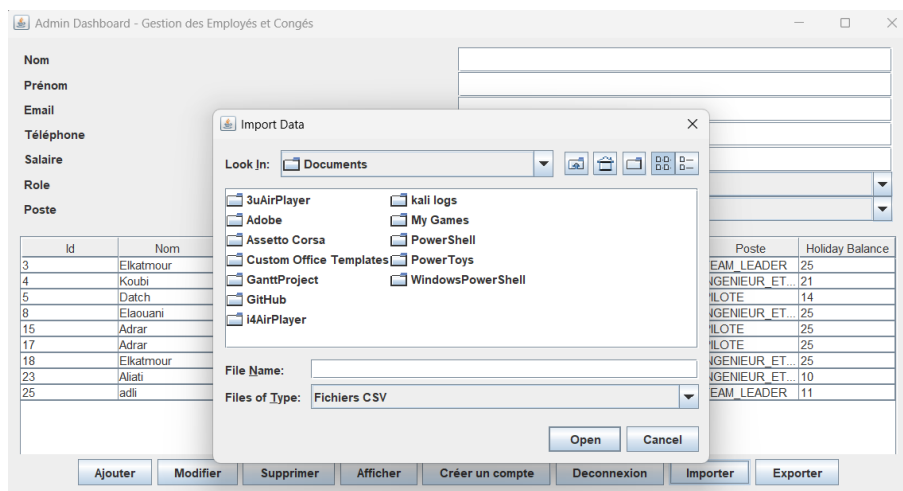 Admin Dashboard - Gestion des Employés et Congés
Nom
Prénom
Email
Téléphone
Salaire
Role
Poste
Import Data
Look In: Documents
3uAirPlayer kali logs
Adobe My Games
Assetto Corsa PowerShell
Custom Office Templates PowerToys
GanttProject WindowsPowerShell
GitHub
i4AirPlayer
File Name:
Files of Type: Fichiers CSV
Open Cancel
Id Nom Poste Holiday Balance
3 Elkatmour EAM_LEADER 25
4 Koubi NGENIEUR_ET... 21
5 Datch PILOTE 14
8 Elaouani NGENIEUR_ET... 25
15 Adrar PILOTE 25
17 Adrar PILOTE 25
18 Elkatmour NGENIEUR_ET... 25
23 Aliati NGENIEUR_ET... 10
25 adli EAM_LEADER 11
Ajouter Modifier Supprimer Afficher Créer un compte Deconnexion Importer Exporter